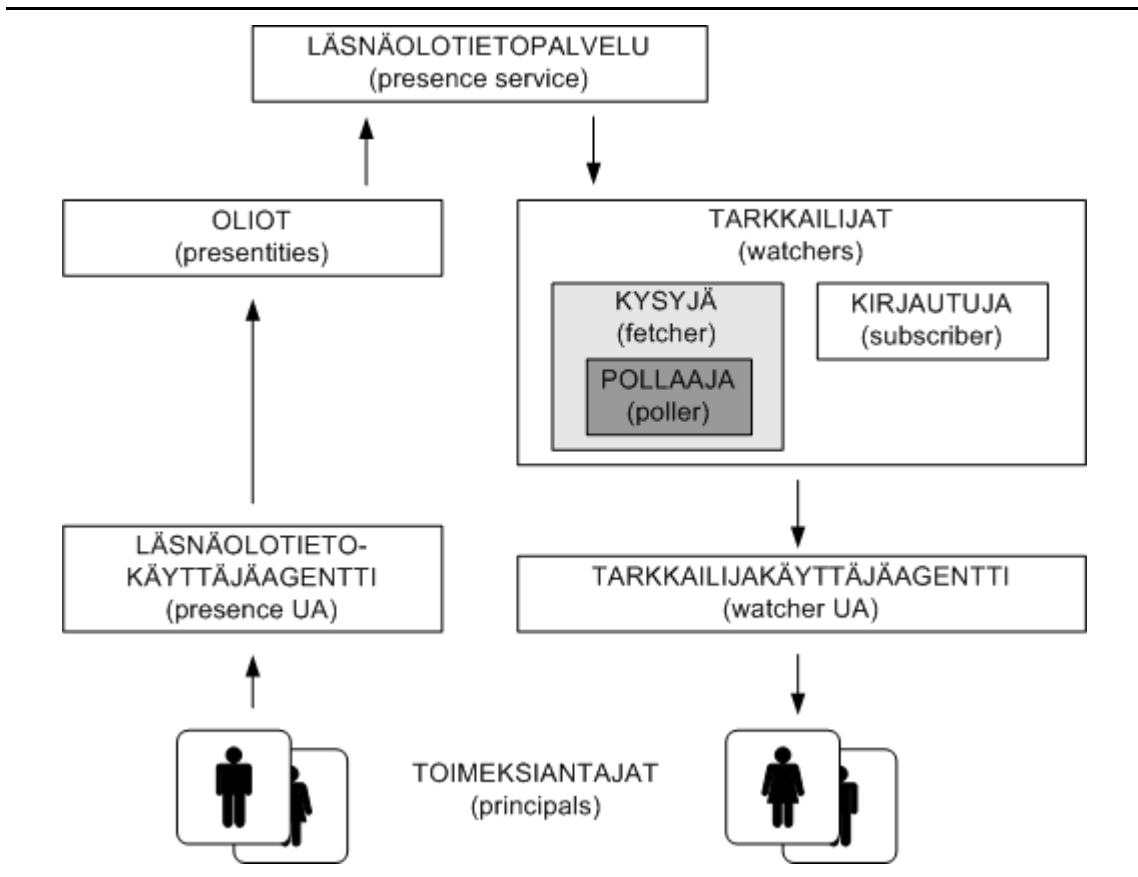 LÄSNÄOLOTIETOPALVELU
(presence service)
OLIOT
(presentities)
TARKKAILIJAT
(watchers)
KYSYJÄ
(fetcher)
KIRJAUTUJA
(subscriber)
POLLAAJA
(poller)
LÄSNÄOLOTIETO-
KÄYTTÄJÄAGENTTI
(presence UA)
TARKKAILIJAKÄYTTÄJÄAGENTTI
(watcher UA)
TOIMEKSIANTAJAT
(principals)